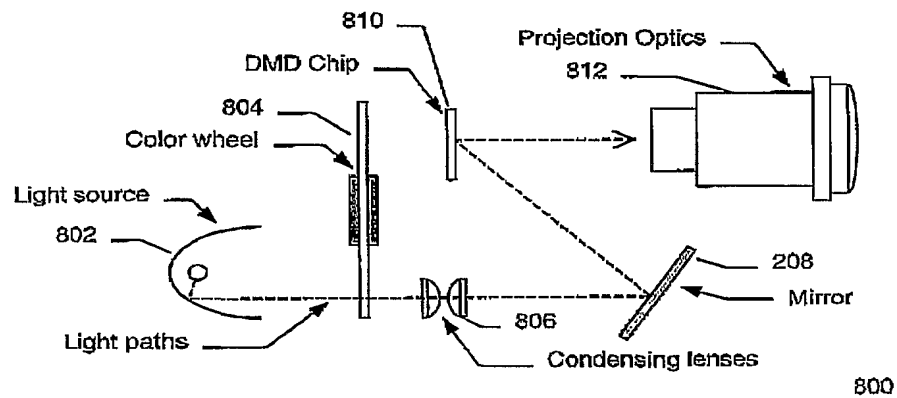 810
Projection Optics
DMD Chip
812
804
Color wheel
Light source
802
208
Mirror
806
Light paths
Condensing lenses
800